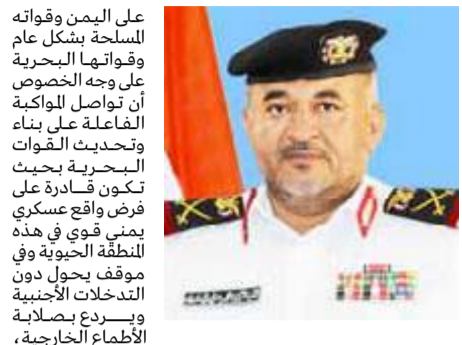 على اليمن وقواته
المسلحة بشكل عام
وقواتها البحرية
على وجه الخصوص
أن تواصل المواكبة
الفاعلة على بناء
وتحديث القوات
البحرية بحيث
تكون قادرة على
فرض واقع عسكري
يمني قوي في هذه
المنطقة الحيوية وفي
موقف يحول دون
التدخلات الأجنبية
ويردع بصلابة
الأطماع الخارجية،